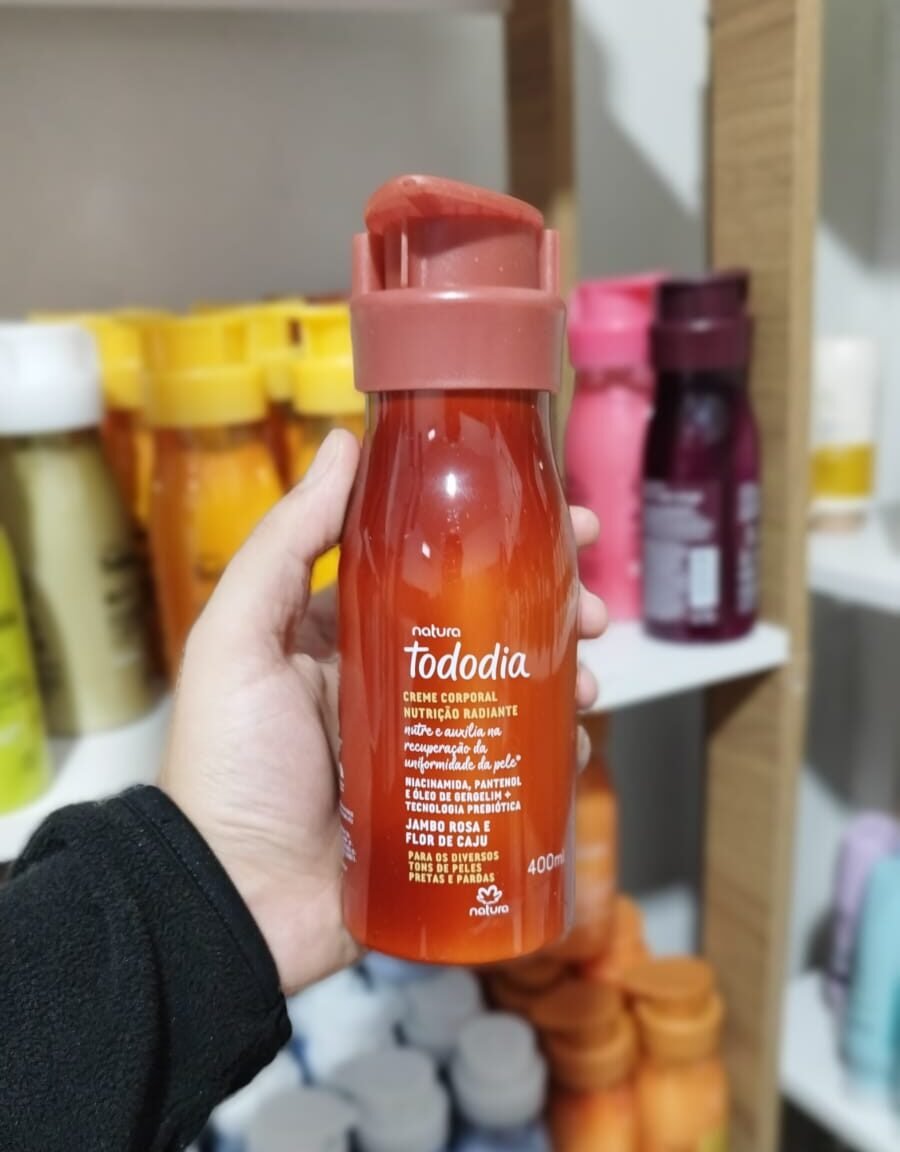 natura
Tododia
CREME CORPORAL
NUTRIÇÃO RADIANTE
nutre e auxilia na
recuperação da
uniformidade da pele*
NIACINAMIDA, PANTENOL
E ÓLEO DE GERGELIM +
TECNOLOGIA PREBIÓTICA
JAMBO ROSA E
FLOR DE CAJU
PARA OS DIVERSOS
TONS DE PELES
PRETAS E PARDAS
400ml
natura